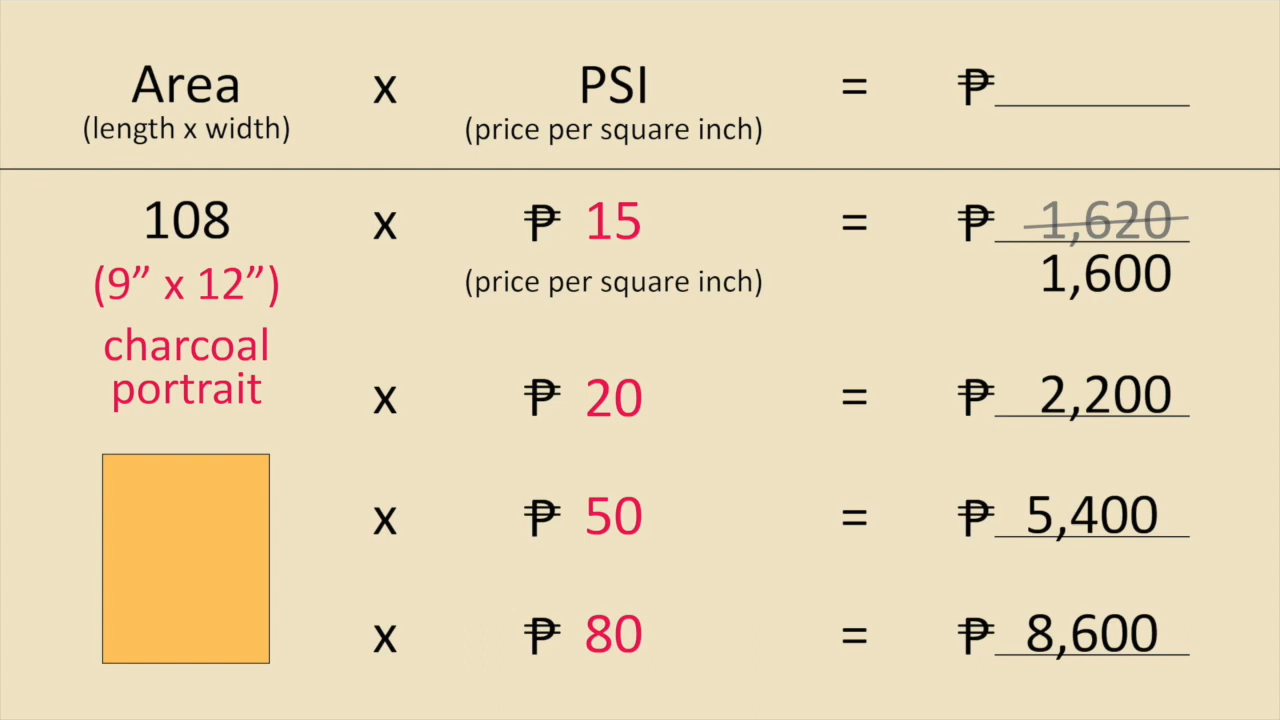 Area x PSI = ₱
(length x width) (price per square inch)
108 x ₱ 15 = ₱ 1,620
(9” x 12”) (price per square inch) 1,600
charcoal
portrait
x ₱ 20 = ₱ 2,200
x ₱ 50 = ₱ 5,400
x ₱ 80 = ₱ 8,600